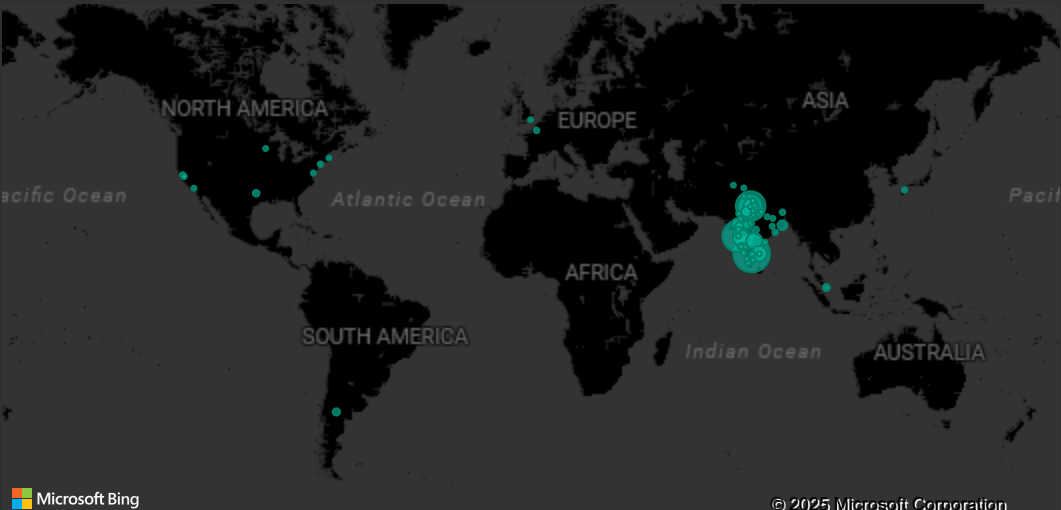 NORTH AMERICA
EUROPE
ASIA
acific Ocean
Atlantic Ocean
Pacif
AFRICA
SOUTH AMERICA
Indian Ocean
AUSTRALIA
Microsoft Bing
© 2025 Microsoft Corporation